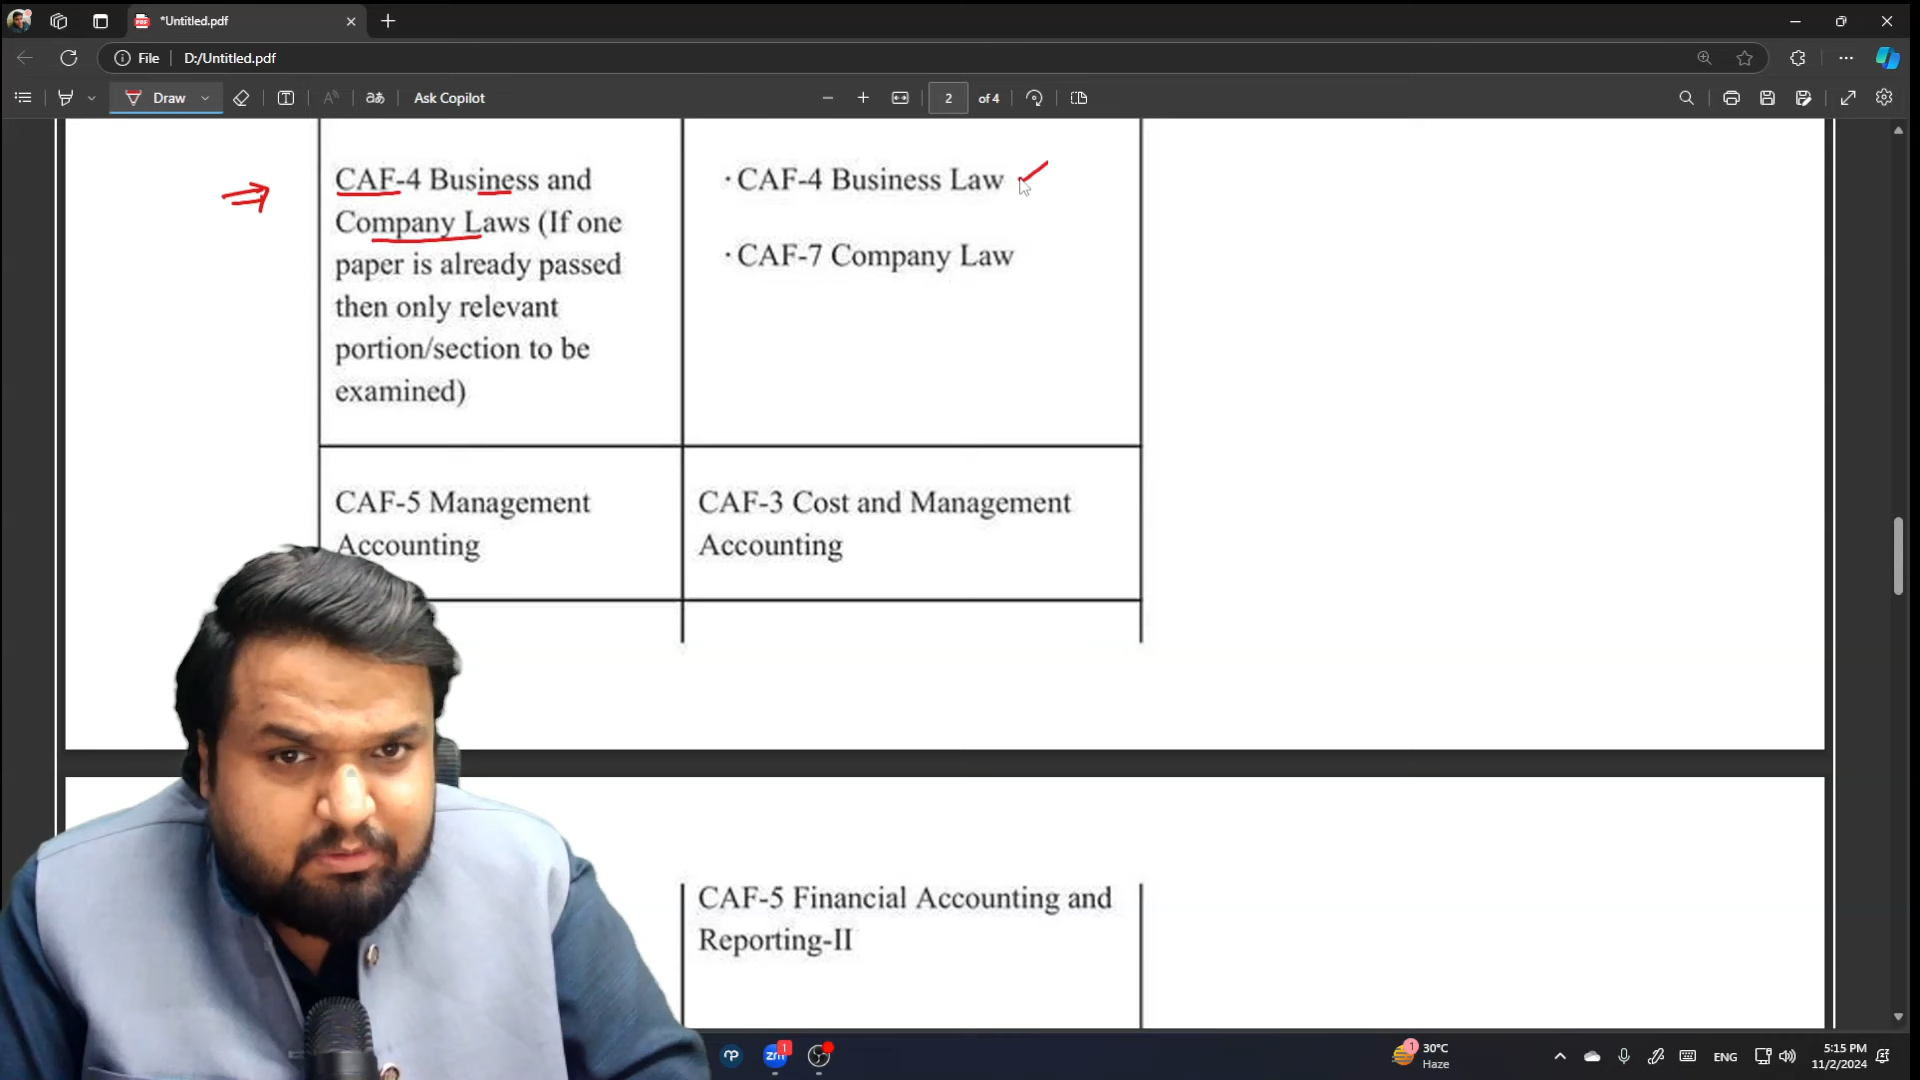 *Untitled.pdf
File
D:/Untitled.pdf
Draw
Ask Copilot
2 of 4
CAF-4 Business and
Company Laws (If one
paper is already passed
then only relevant
portion/section to be
examined)
· CAF-4 Business Law
· CAF-7 Company Law
CAF-5 Management
Accounting
CAF-3 Cost and Management
Accounting
CAF-5 Financial Accounting and
Reporting-II
zm
1
1
30°C
Haze
ENG
5:15 PM
11/2/2024